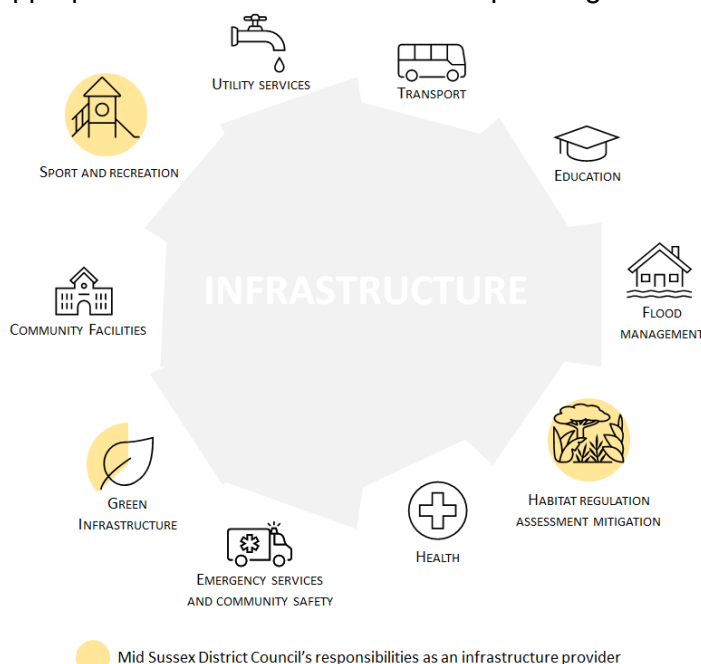 UTILITY SERVICES
TRANSPORT
SPORT AND RECREATION
EDUCATION
INFRASTRUCTURE
FLOOD
MANAGEMENT
COMMUNITY FACILITIES
HABITAT REGULATION
ASSESSMENT MITIGATION
GREEN
INFRASTRUCTURE
HEALTH
EMERGENCY SERVICES
AND COMMUNITY SAFETY
Mid Sussex District Council's responsibilities as an infrastructure provider